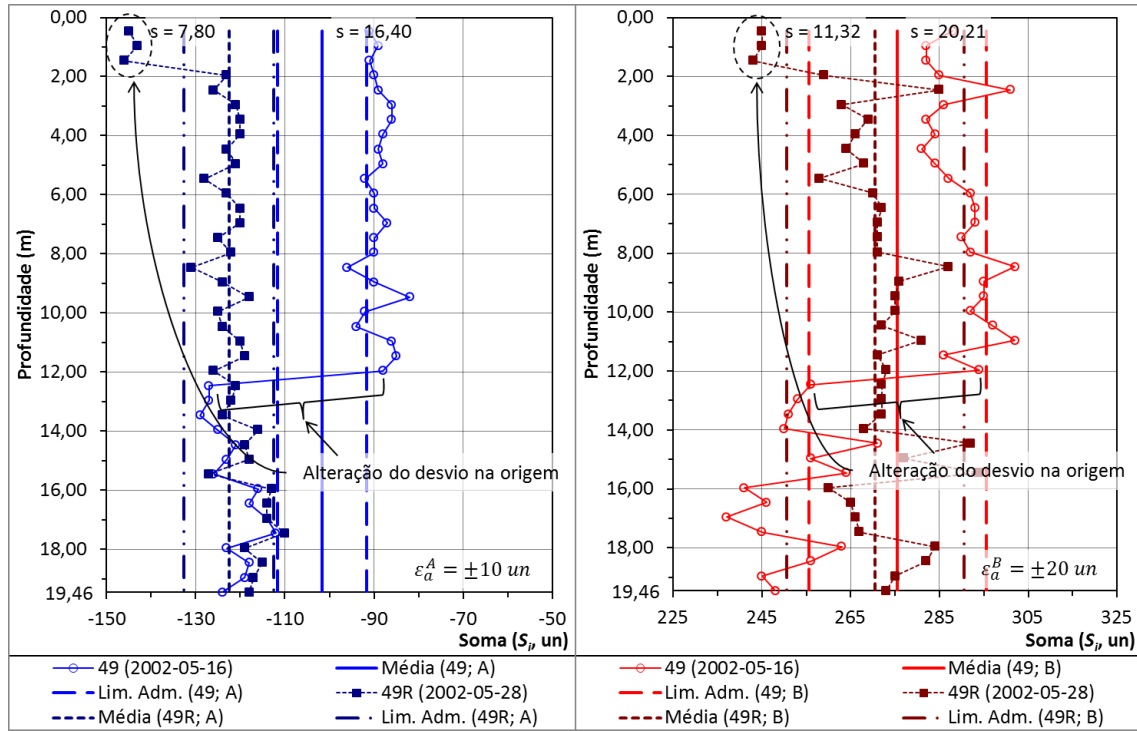 0,00
2,00
4,00
6,00
8,00
10,00
12,00
14,00
16,00
18,00
19,46
Profundidade (m)
s = 7,80
s = 16,40
Alteração do desvio na origem
εₐᴬ = ±10 un
-150
-130
-110
-90
-70
-50
Soma (Sᵢ, un)
49 (2002-05-16)
Média (49; A)
Lim. Adm. (49; A)
49R (2002-05-28)
Média (49R; A)
Lim. Adm. (49R; A)
0,00
2,00
4,00
6,00
8,00
10,00
12,00
14,00
16,00
18,00
19,46
Profundidade (m)
s = 11,32
s = 20,21
Alteração do desvio na origem
εₐᴮ = ±20 un
225
245
265
285
305
325
Soma (Sᵢ, un)
49 (2002-05-16)
Média (49; B)
Lim. Adm. (49; B)
49R (2002-05-28)
Média (49R; B)
Lim. Adm. (49R; B)